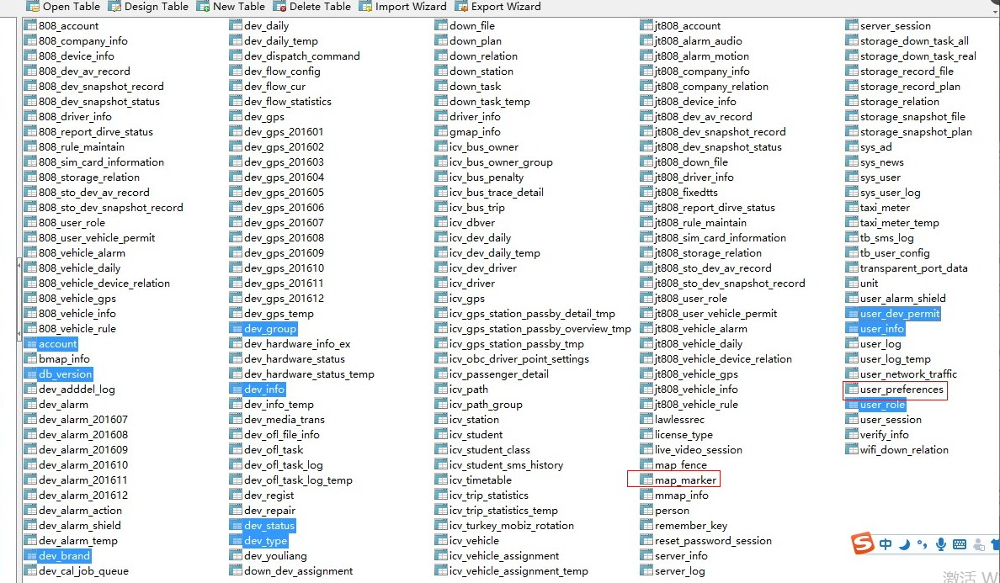 Open Table Design Table New Table Delete Table Import Wizard Export Wizard
808_account
808_company_info
808_device_info
808_dev_av_record
808_dev_snapshot_record
808_dev_snapshot_status
808_driver_info
808_report_dirve_status
808_rule_maintain
808_sim_card_information
808_storage_relation
808_sto_dev_av_record
808_sto_dev_snapshot_record
808_user_role
808_user_vehicle_permit
808_vehicle_alarm
808_vehicle_daily
808_vehicle_device_relation
808_vehicle_gps
808_vehicle_info
808_vehicle_rule
account
bmap_info
db_version
dev_adddel_log
dev_alarm
dev_alarm_201607
dev_alarm_201608
dev_alarm_201609
dev_alarm_201610
dev_alarm_201611
dev_alarm_201612
dev_alarm_action
dev_alarm_shield
dev_alarm_temp
dev_brand
dev_cal_job_queue
dev_daily
dev_daily_temp
dev_dispatch_command
dev_flow_config
dev_flow_cur
dev_flow_statistics
dev_gps
dev_gps_201601
dev_gps_201602
dev_gps_201603
dev_gps_201604
dev_gps_201605
dev_gps_201606
dev_gps_201607
dev_gps_201608
dev_gps_201609
dev_gps_201610
dev_gps_201611
dev_gps_201612
dev_gps_temp
dev_group
dev_hardware_info_ex
dev_hardware_status
dev_hardware_status_temp
dev_info
dev_info_temp
dev_media_trans
dev_ofl_file_info
dev_ofl_task
dev_ofl_task_log
dev_ofl_task_log_temp
dev_regist
dev_repair
dev_status
dev_type
dev_youliang
down_dev_assignment
down_file
down_plan
down_relation
down_station
down_task
down_task_temp
driver_info
gmap_info
icv_bus_owner
icv_bus_owner_group
icv_bus_penalty
icv_bus_trace_detail
icv_bus_trip
icv_dbver
icv_dev_daily
icv_dev_daily_temp
icv_dev_driver
icv_driver
icv_gps
icv_gps_station_passby_detail_tmp
icv_gps_station_passby_overview_tmp
icv_gps_station_passby_tmp
icv_obc_driver_point_settings
icv_passenger_detail
icv_path
icv_path_group
icv_station
icv_student
icv_student_class
icv_student_sms_history
icv_timetable
icv_trip_statistics
icv_trip_statistics_temp
icv_turkey_mobiz_rotation
icv_vehicle
icv_vehicle_assignment
icv_vehicle_assignment_temp
jt808_account
jt808_alarm_audio
jt808_alarm_motion
jt808_company_info
jt808_company_relation
jt808_device_info
jt808_dev_av_record
jt808_dev_snapshot_record
jt808_dev_snapshot_status
jt808_down_file
jt808_driver_info
jt808_fixedtts
jt808_report_dirve_status
jt808_rule_maintain
jt808_sim_card_information
jt808_storage_relation
jt808_sto_dev_av_record
jt808_sto_dev_snapshot_record
jt808_user_role
jt808_user_vehicle_permit
jt808_vehicle_alarm
jt808_vehicle_daily
jt808_vehicle_device_relation
jt808_vehicle_gps
jt808_vehicle_info
jt808_vehicle_rule
lawlessrec
license_type
live_video_session
map_fence
map_marker
mmap_info
person
remember_key
reset_password_session
server_info
server_log
server_session
storage_down_task_all
storage_down_task_real
storage_record_file
storage_record_plan
storage_relation
storage_snapshot_file
storage_snapshot_plan
sys_ad
sys_news
sys_user
sys_user_log
taxi_meter
taxi_meter_temp
tb_sms_log
tb_user_config
transparent_port_data
unit
user_alarm_shield
user_dev_permit
user_info
user_log
user_log_temp
user_network_traffic
user_preferences
user_role
user_session
verify_info
wifi_down_relation
S 中
激活 W